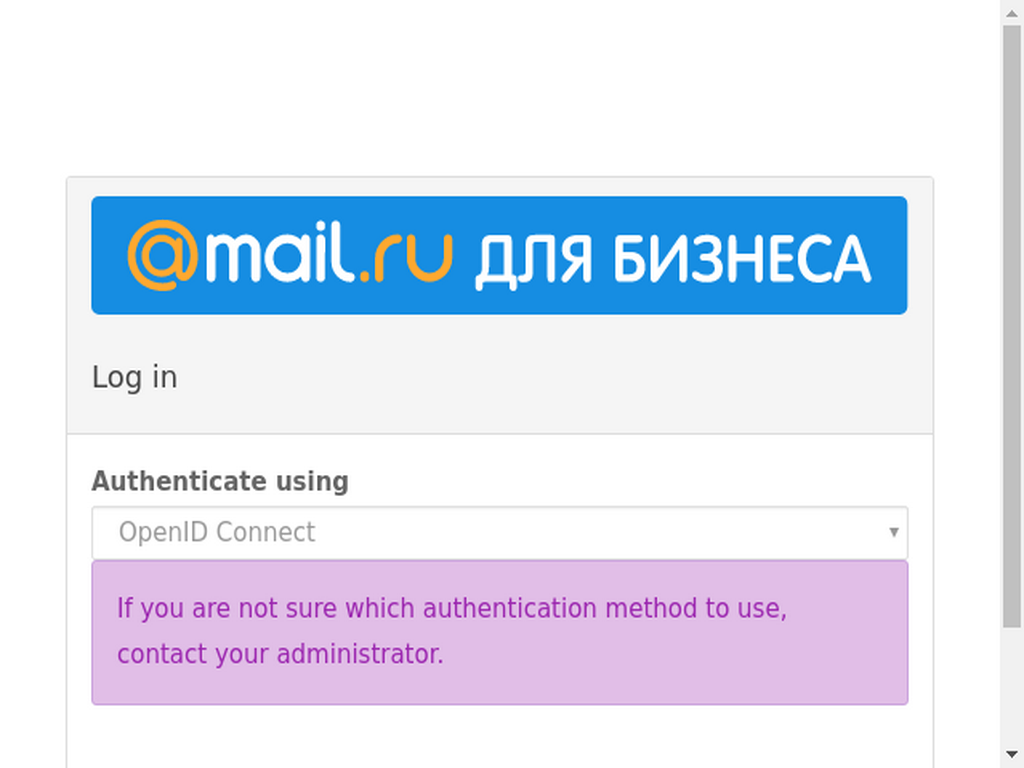 @mail.ru ДЛЯ БИЗНЕСА
Log in
Authenticate using
OpenID Connect
If you are not sure which authentication method to use,
contact your administrator.